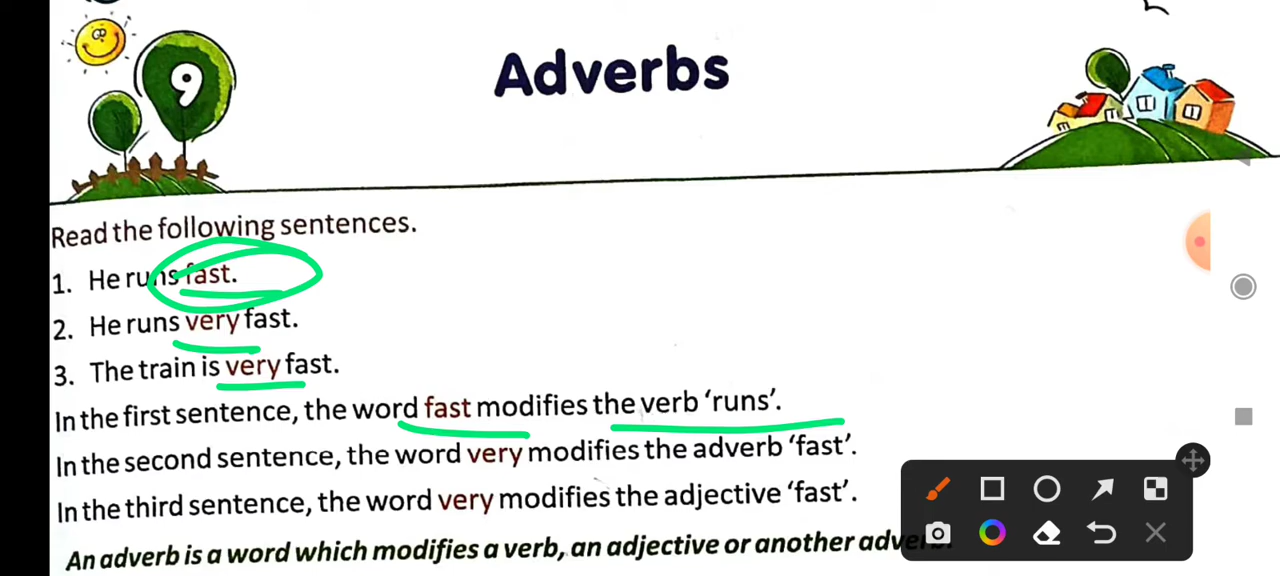 9
Adverbs
Read the following sentences.
1. He runs fast.
2. He runs very fast.
3. The train is very fast.
In the first sentence, the word fast modifies the verb ‘runs’.
In the second sentence, the word very modifies the adverb ‘fast’.
In the third sentence, the word very modifies the adjective ‘fast’.
An adverb is a word which modifies a verb, an adjective or another adverb.